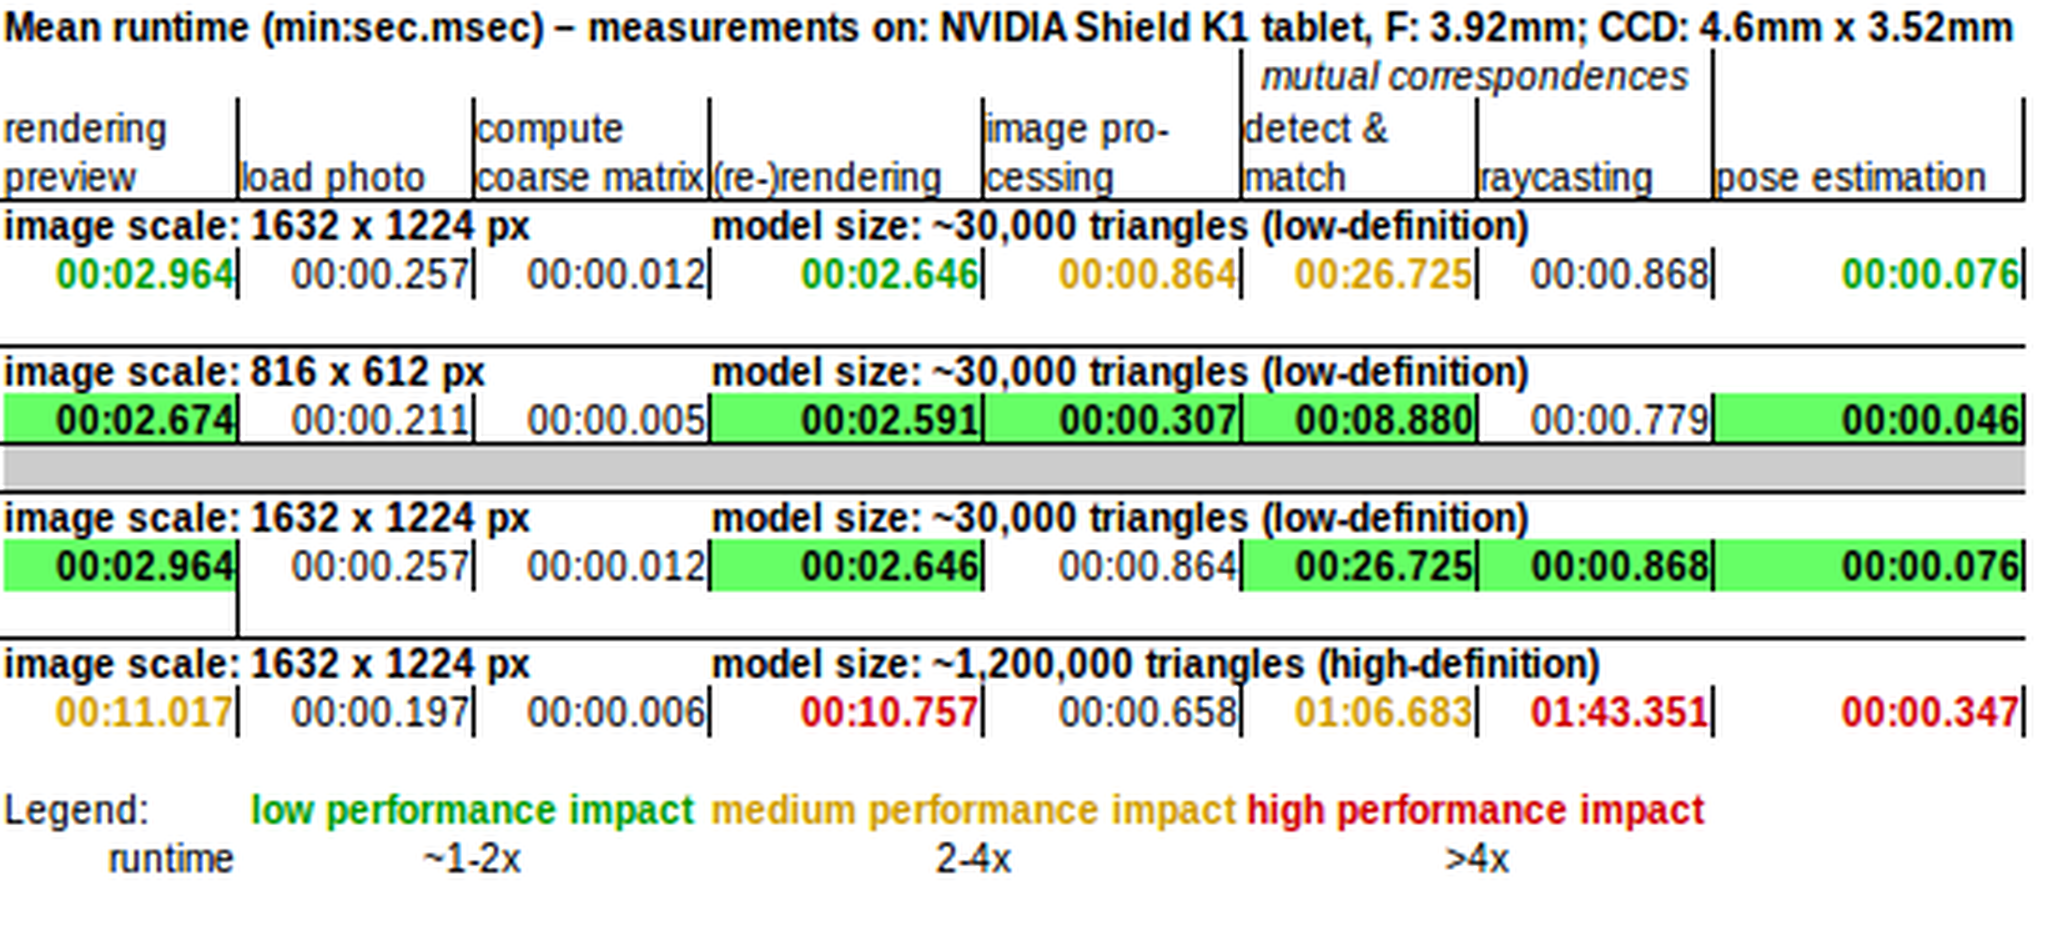 Mean runtime (min:sec.msec) – measurements on: NVIDIA Shield K1 tablet, F: 3.92mm; CCD: 4.6mm x 3.52mm
mutual correspondences
rendering compute image pro- detect &
preview load photo coarse matrix (re-)rendering cessing match raycasting pose estimation
image scale: 1632 x 1224 px model size: ~30,000 triangles (low-definition)
00:02.964 00:00.257 00:00.012 00:02.646 00:00.864 00:26.725 00:00.868 00:00.076
image scale: 816 x 612 px model size: ~30,000 triangles (low-definition)
00:02.674 00:00.211 00:00.005 00:02.591 00:00.307 00:08.880 00:00.779 00:00.046
image scale: 1632 x 1224 px model size: ~30,000 triangles (low-definition)
00:02.964 00:00.257 00:00.012 00:02.646 00:00.864 00:26.725 00:00.868 00:00.076
image scale: 1632 x 1224 px model size: ~1,200,000 triangles (high-definition)
00:11.017 00:00.197 00:00.006 00:10.757 00:00.658 01:06.683 01:43.351 00:00.347
Legend: low performance impact medium performance impact high performance impact
runtime ~1-2x 2-4x >4x